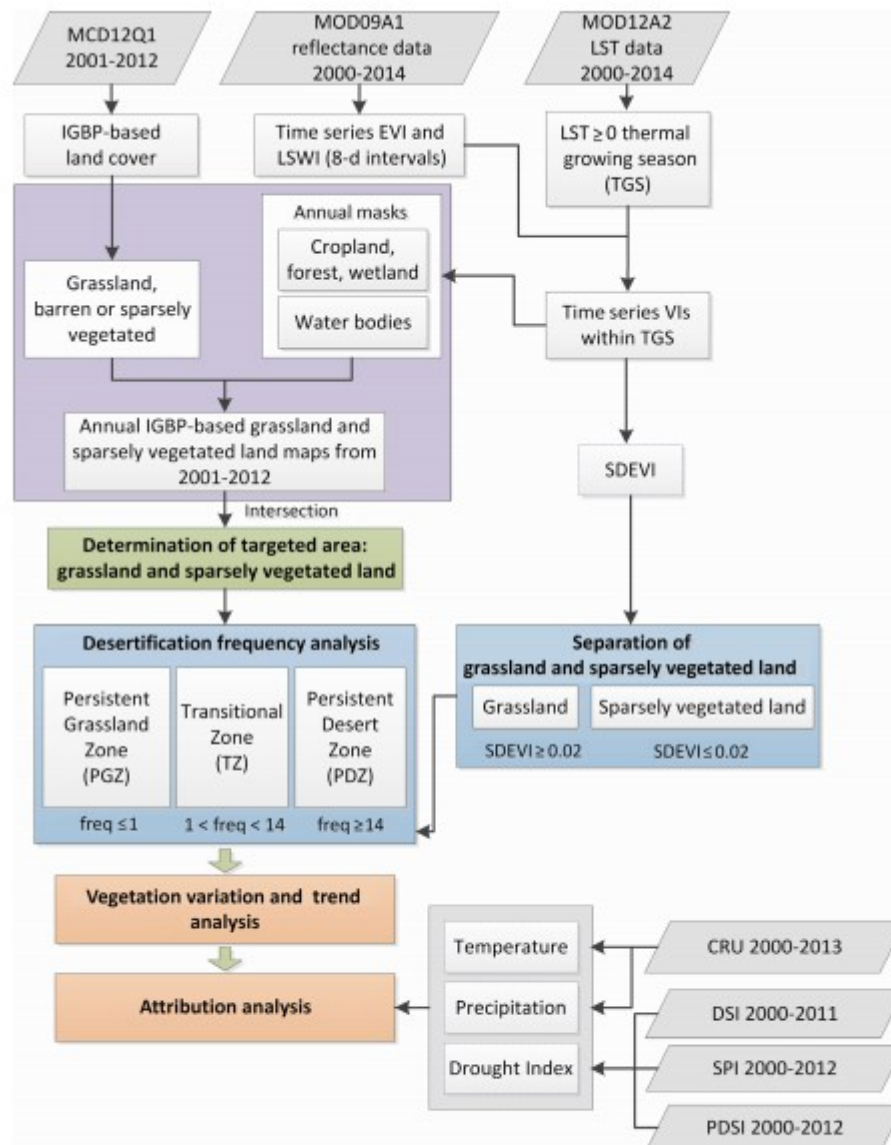 MCD12Q1
2001-2012
MOD09A1
reflectance data
2000-2014
MOD12A2
LST data
2000-2014
IGBP-based
land cover
Time series EVI and
LSWI (8-d intervals)
LST ≥ 0 thermal
growing season
(TGS)
Annual masks
Cropland,
forest, wetland
Water bodies
Grassland,
barren or sparsely
vegetated
Time series VIs
within TGS
Annual IGBP-based grassland and
sparsely vegetated land maps from
2001-2012
SDEVI
Intersection
Determination of targeted area:
grassland and sparsely vegetated land
Desertification frequency analysis
Persistent
Grassland
Zone
(PGZ)
Transitional
Zone
(TZ)
Persistent
Desert
Zone
(PDZ)
freq ≤ 1
1 < freq < 14
freq ≥ 14
Separation of
grassland and sparsely vegetated land
Grassland
Sparsely vegetated land
SDEVI ≥ 0.02
SDEVI ≤ 0.02
Vegetation variation and trend
analysis
Attribution analysis
Temperature
Precipitation
Drought Index
CRU 2000-2013
DSI 2000-2011
SPI 2000-2012
PDSI 2000-2012